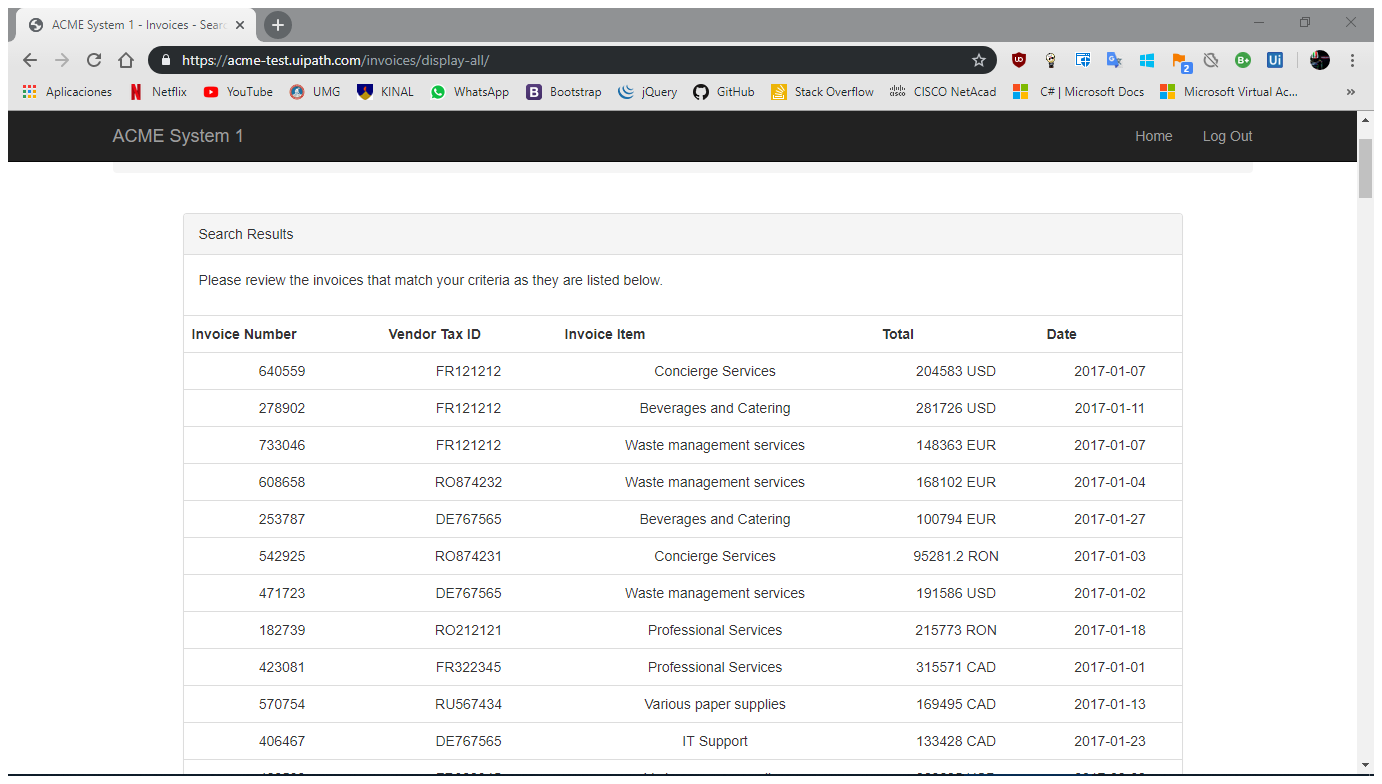 ACME System 1 - Invoices - Sear
https://acme-test.uipath.com/invoices/display-all/
2 B+ Ui
Aplicaciones Netflix YouTube UMG KINAL WhatsApp B Bootstrap jQuery GitHub Stack Overflow CISCO NetAcad C# | Microsoft Docs Microsoft Virtual Ac... »
ACME System 1 Home Log Out
Search Results
Please review the invoices that match your criteria as they are listed below.
Invoice Number Vendor Tax ID Invoice Item Total Date
640559 FR121212 Concierge Services 204583 USD 2017-01-07
278902 FR121212 Beverages and Catering 281726 USD 2017-01-11
733046 FR121212 Waste management services 148363 EUR 2017-01-07
608658 RO874232 Waste management services 168102 EUR 2017-01-04
253787 DE767565 Beverages and Catering 100794 EUR 2017-01-27
542925 RO874231 Concierge Services 95281.2 RON 2017-01-03
471723 DE767565 Waste management services 191586 USD 2017-01-02
182739 RO212121 Professional Services 215773 RON 2017-01-18
423081 FR322345 Professional Services 315571 CAD 2017-01-01
570754 RU567434 Various paper supplies 169495 CAD 2017-01-13
406467 DE767565 IT Support 133428 CAD 2017-01-23